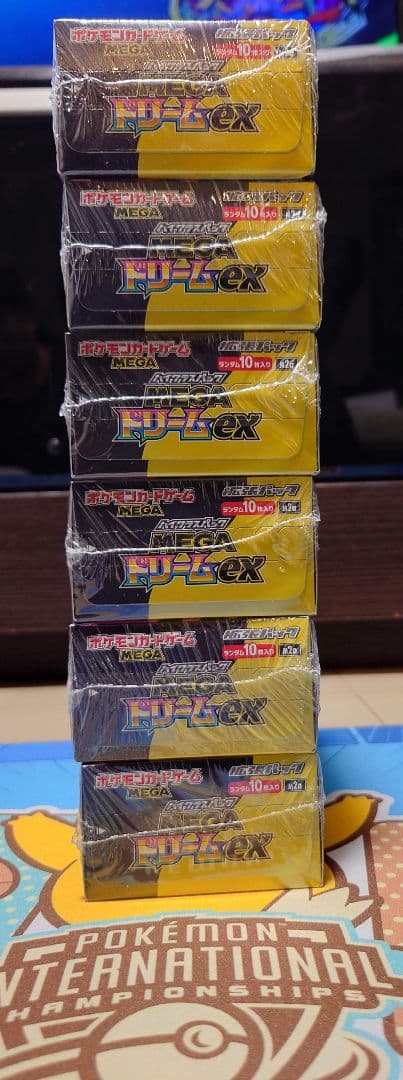 ポケモンカードゲーム
MEGA
拡張パック
ランダム10枚入り
ハイクラスパック
MEGA
ドリームex
ポケモンカードゲーム
MEGA
拡張パック
ランダム10枚入り M2a
ハイクラスパック
MEGA
ドリームex
ポケモンカードゲーム
MEGA
拡張パック
ランダム10枚入り M2a
ハイクラスパック
MEGA
ドリームex
ポケモンカードゲーム
MEGA
拡張パック
ランダム10枚入り M2a
ハイクラスパック
MEGA
ドリームex
ポケモンカードゲーム
MEGA
拡張パック
ランダム10枚入り M2a
ハイクラスパック
MEGA
ドリームex
ポケモンカードゲーム
MEGA
拡張パック
ランダム10枚入り M2a
ハイクラスパック
MEGA
ドリームex
POKÉMON
INTERNATIONAL
CHAMPIONSHIPS